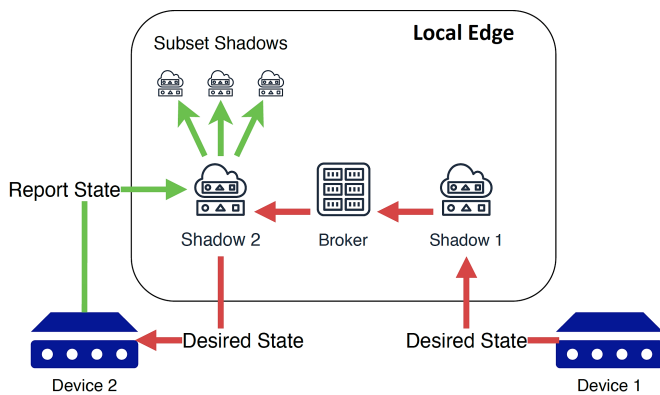 Local Edge
Subset Shadows
Report State
Shadow 2
Broker
Shadow 1
Desired State
Desired State
Device 2
Device 1